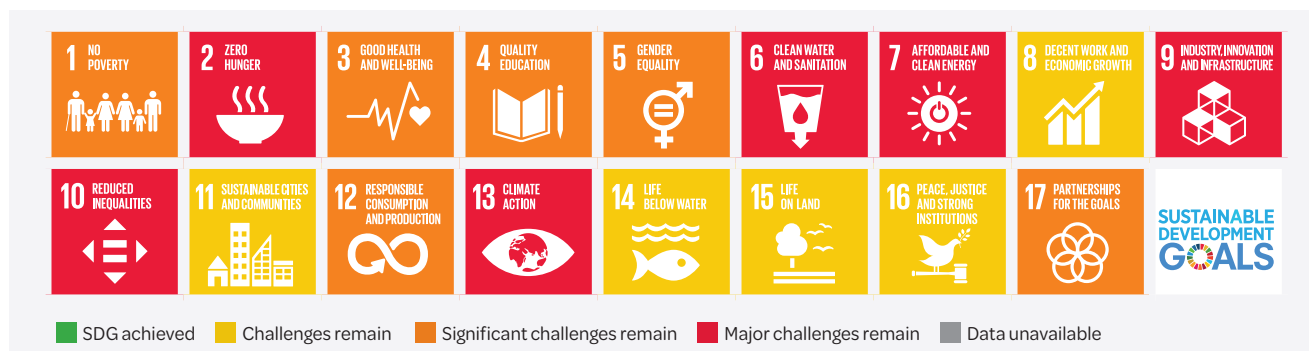 1 NO
POVERTY
2 ZERO
HUNGER
3 GOOD HEALTH
AND WELL-BEING
4 QUALITY
EDUCATION
5 GENDER
EQUALITY
6 CLEAN WATER
AND SANITATION
7 AFFORDABLE AND
CLEAN ENERGY
8 DECENT WORK AND
ECONOMIC GROWTH
9 INDUSTRY, INNOVATION
AND INFRASTRUCTURE
10 REDUCED
INEQUALITIES
11 SUSTAINABLE CITIES
AND COMMUNITIES
12 RESPONSIBLE
CONSUMPTION
AND PRODUCTION
13 CLIMATE
ACTION
14 LIFE
BELOW WATER
15 LIFE
ON LAND
16 PEACE, JUSTICE
AND STRONG
INSTITUTIONS
17 PARTNERSHIPS
FOR THE GOALS
SUSTAINABLE
DEVELOPMENT
GOALS
SDG achieved Challenges remain Significant challenges remain Major challenges remain Data unavailable